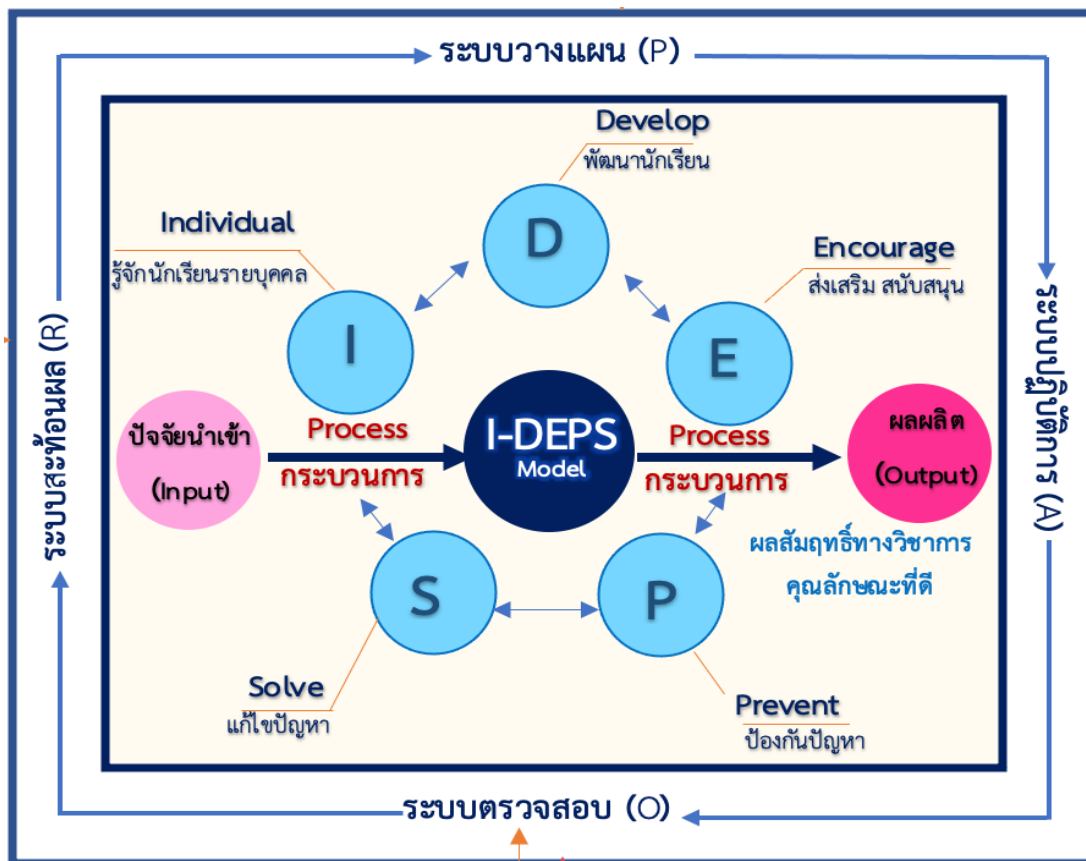 ระบบวางแผน (P)
Develop
พัฒนานักเรียน
D
Individual
รู้จักนักเรียนรายบุคคล
I
Encourage
ส่งเสริม สนับสนุน
E
ระบบสะท้อนผล (R)
ระบบปฏิบัติการ (A)
ปัจจัยนำเข้า
(Input)
Process
กระบวนการ
I-DEPS
Model
Process
กระบวนการ
ผลผลิต
(Output)
ผลสัมฤทธิ์ทางวิชาการ
คุณลักษณะที่ดี
S
P
Solve
แก้ไขปัญหา
Prevent
ป้องกันปัญหา
ระบบตรวจสอบ (O)